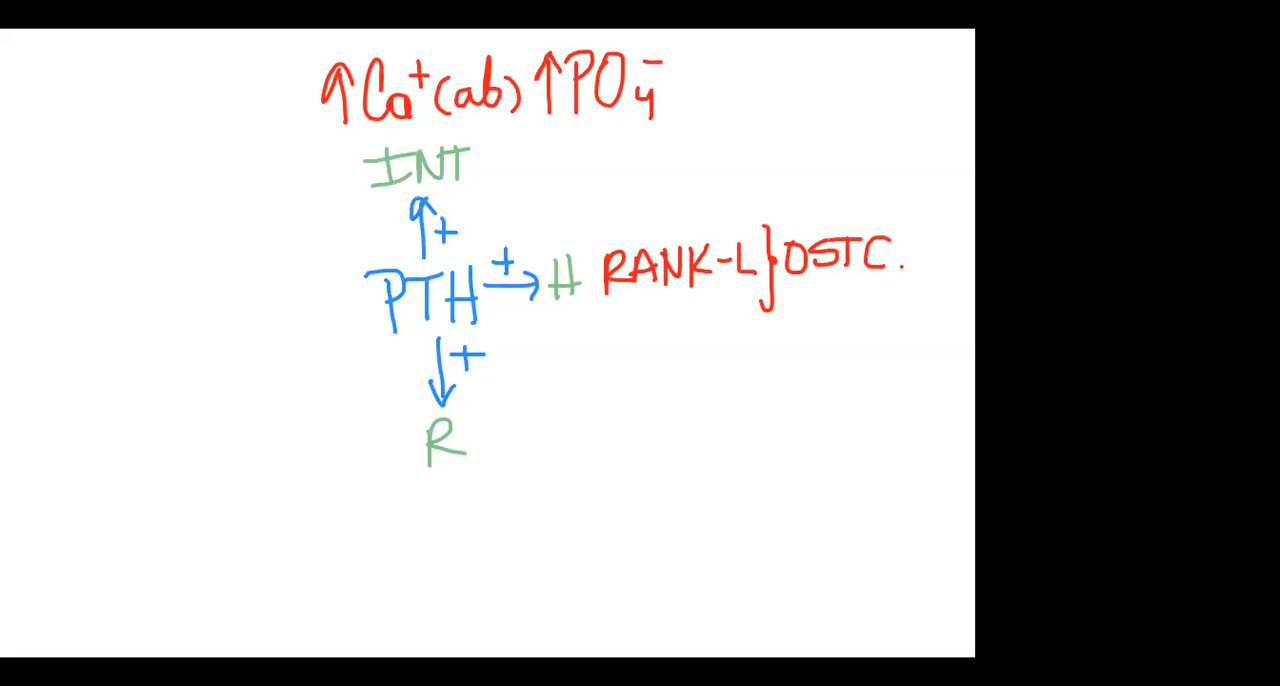 ↑Ca+(ab) ↑PO4-
INT
↑+
PTH +→ H RANK-L } OSTC.
↓+
R